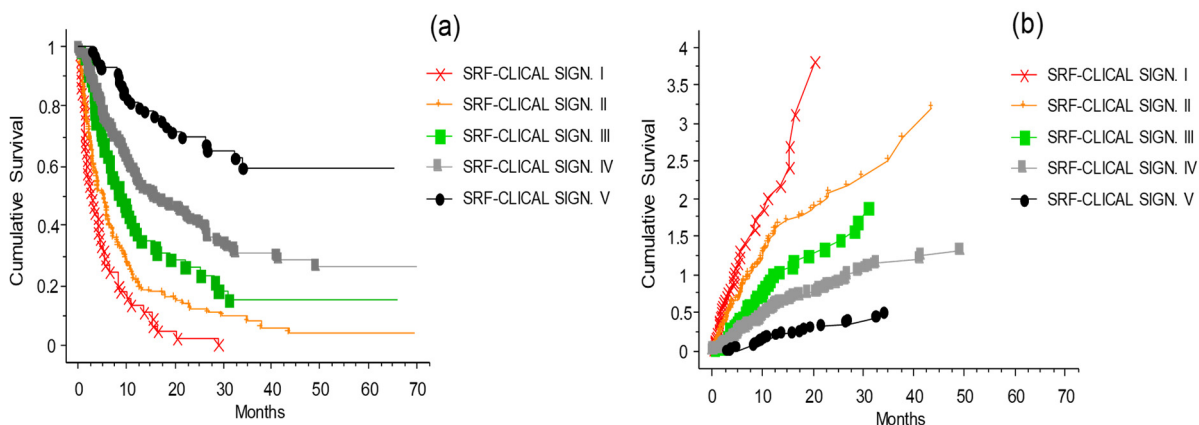 (a)
1
0.8
0.6
0.4
0.2
0
Cumulative Survival
0 10 20 30 40 50 60 70
Months
SRF-CLICAL SIGN. I
SRF-CLICAL SIGN. II
SRF-CLICAL SIGN. III
SRF-CLICAL SIGN. IV
SRF-CLICAL SIGN. V
(b)
4
3.5
3
2.5
2
1.5
1
0.5
0
Cumulative Survival
0 10 20 30 40 50 60 70
Months
SRF-CLICAL SIGN. I
SRF-CLICAL SIGN. II
SRF-CLICAL SIGN. III
SRF-CLICAL SIGN. IV
SRF-CLICAL SIGN. V